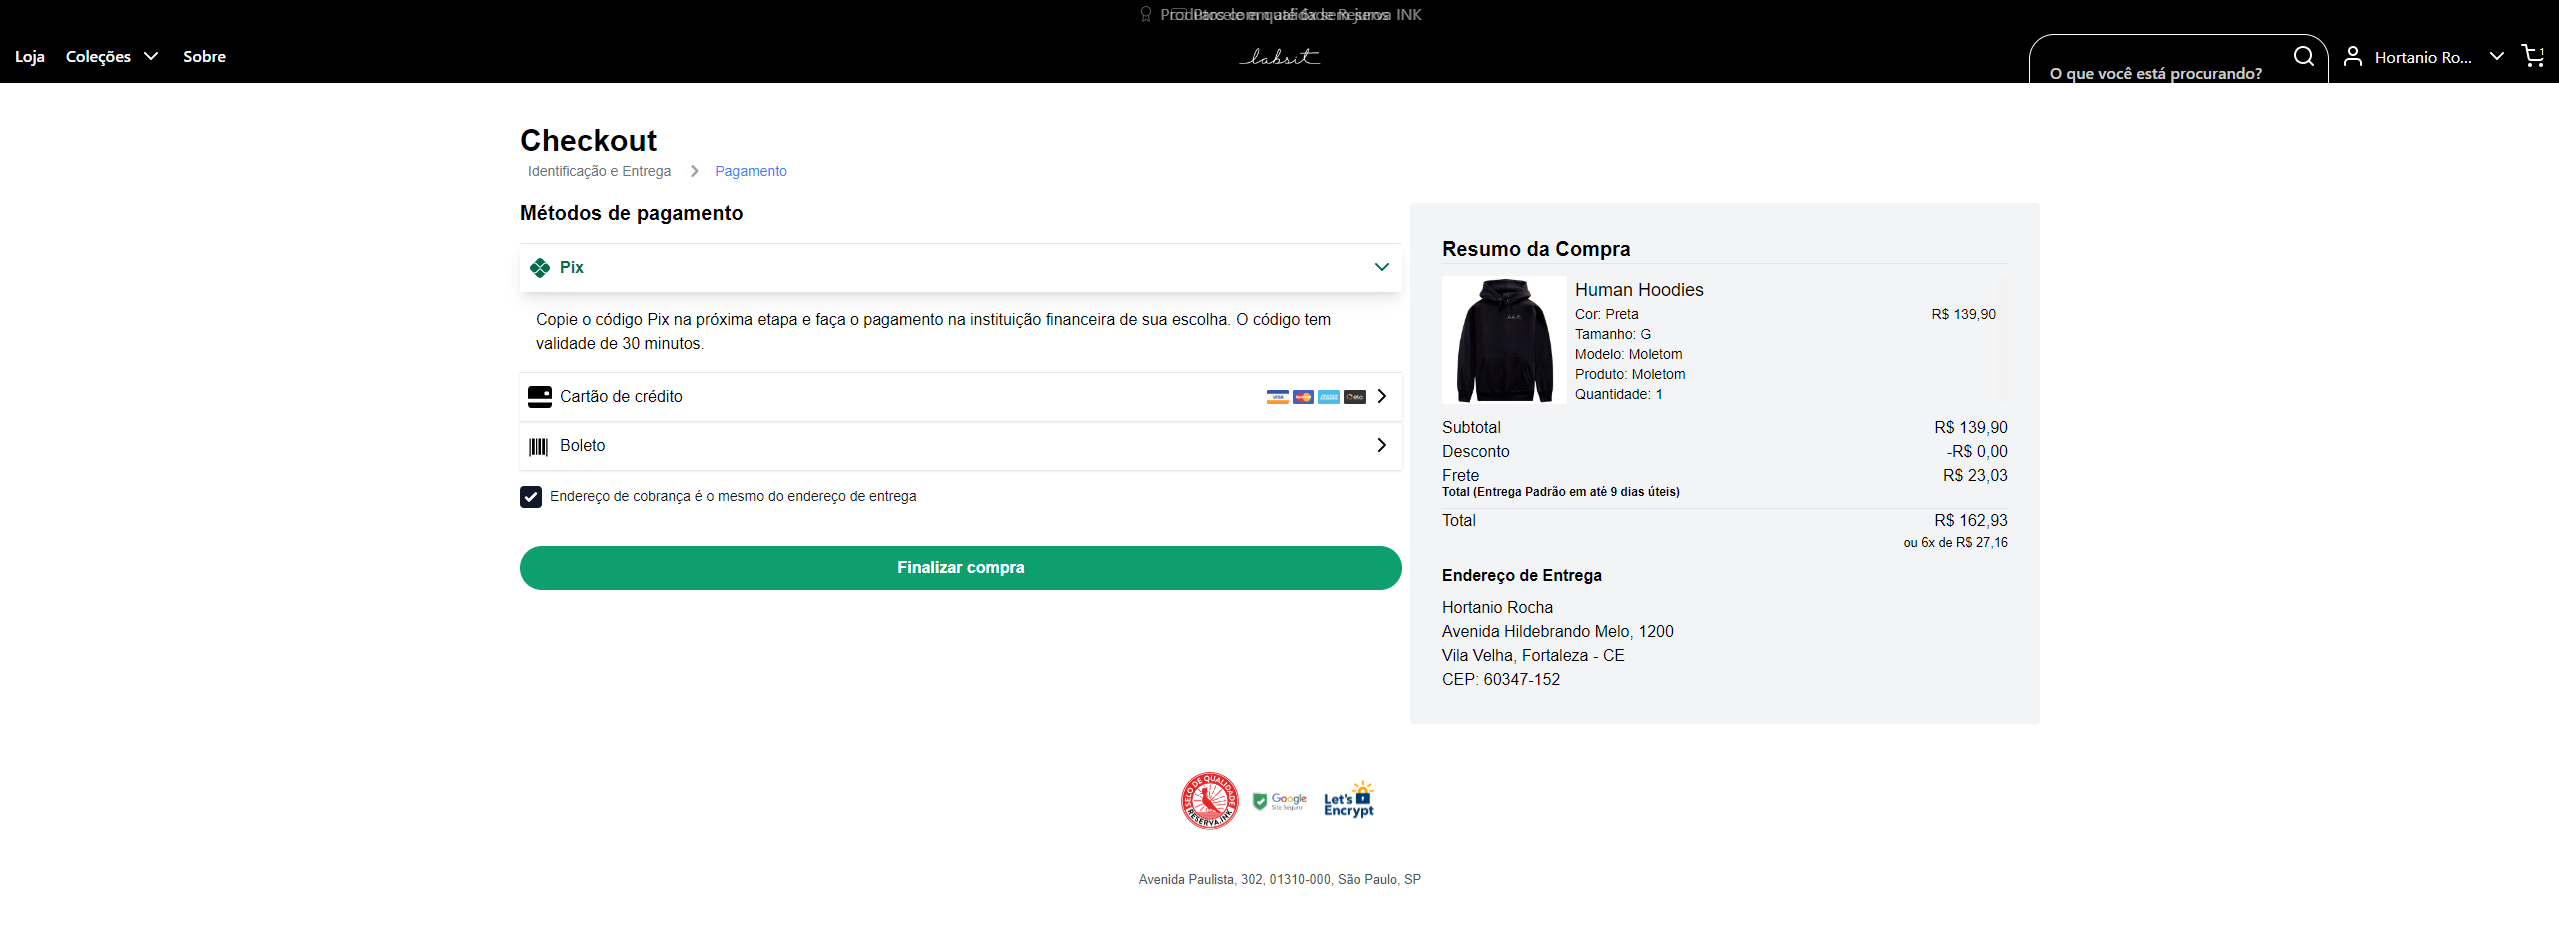 Loja
Coleções
Sobre
labsit
O que você está procurando?
Hortanio Ro...
1
Checkout
Identificação e Entrega
Pagamento
Métodos de pagamento
Pix
Copie o código Pix na próxima etapa e faça o pagamento na instituição financeira de sua escolha. O código tem
validade de 30 minutos.
Cartão de crédito
VISA
elo
Boleto
Endereço de cobrança é o mesmo do endereço de entrega
Finalizar compra
Resumo da Compra
Human Hoodies
Cor: Preta
R$ 139,90
Tamanho: G
Modelo: Moletom
Produto: Moletom
Quantidade: 1
Subtotal
R$ 139,90
Desconto
-R$ 0,00
Frete
R$ 23,03
Total (Entrega Padrão em até 9 dias úteis)
Total
R$ 162,93
ou 6x de R$ 27,16
Endereço de Entrega
Hortanio Rocha
Avenida Hildebrando Melo, 1200
Vila Velha, Fortaleza - CE
CEP: 60347-152
SELO DE QUALIDADE
RESERVA.INK
Google
Site Seguro
Let's
Encrypt
Avenida Paulista, 302, 01310-000, São Paulo, SP